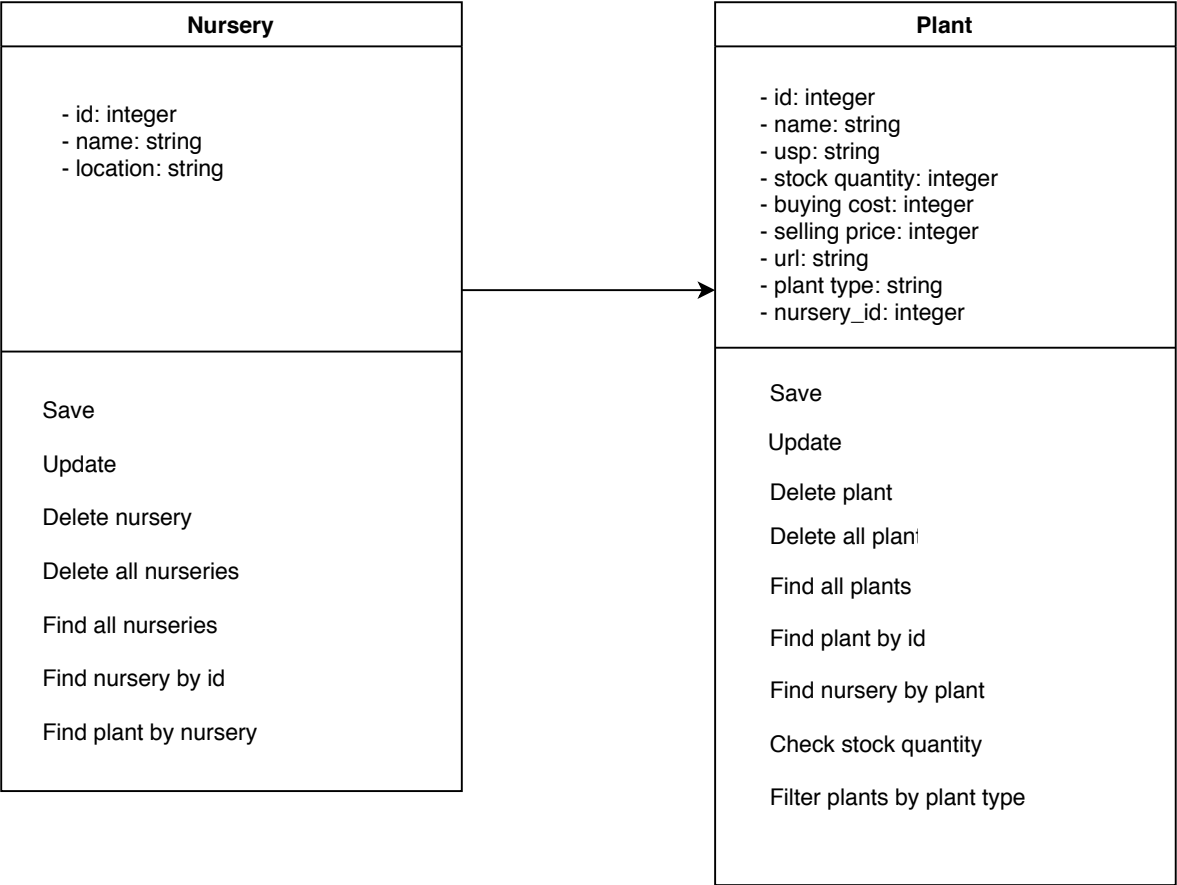 Nursery
- id: integer
- name: string
- location: string
Save
Update
Delete nursery
Delete all nurseries
Find all nurseries
Find nursery by id
Find plant by nursery
Plant
- id: integer
- name: string
- usp: string
- stock quantity: integer
- buying cost: integer
- selling price: integer
- url: string
- plant type: string
- nursery_id: integer
Save
Update
Delete plant
Delete all plant
Find all plants
Find plant by id
Find nursery by plant
Check stock quantity
Filter plants by plant type